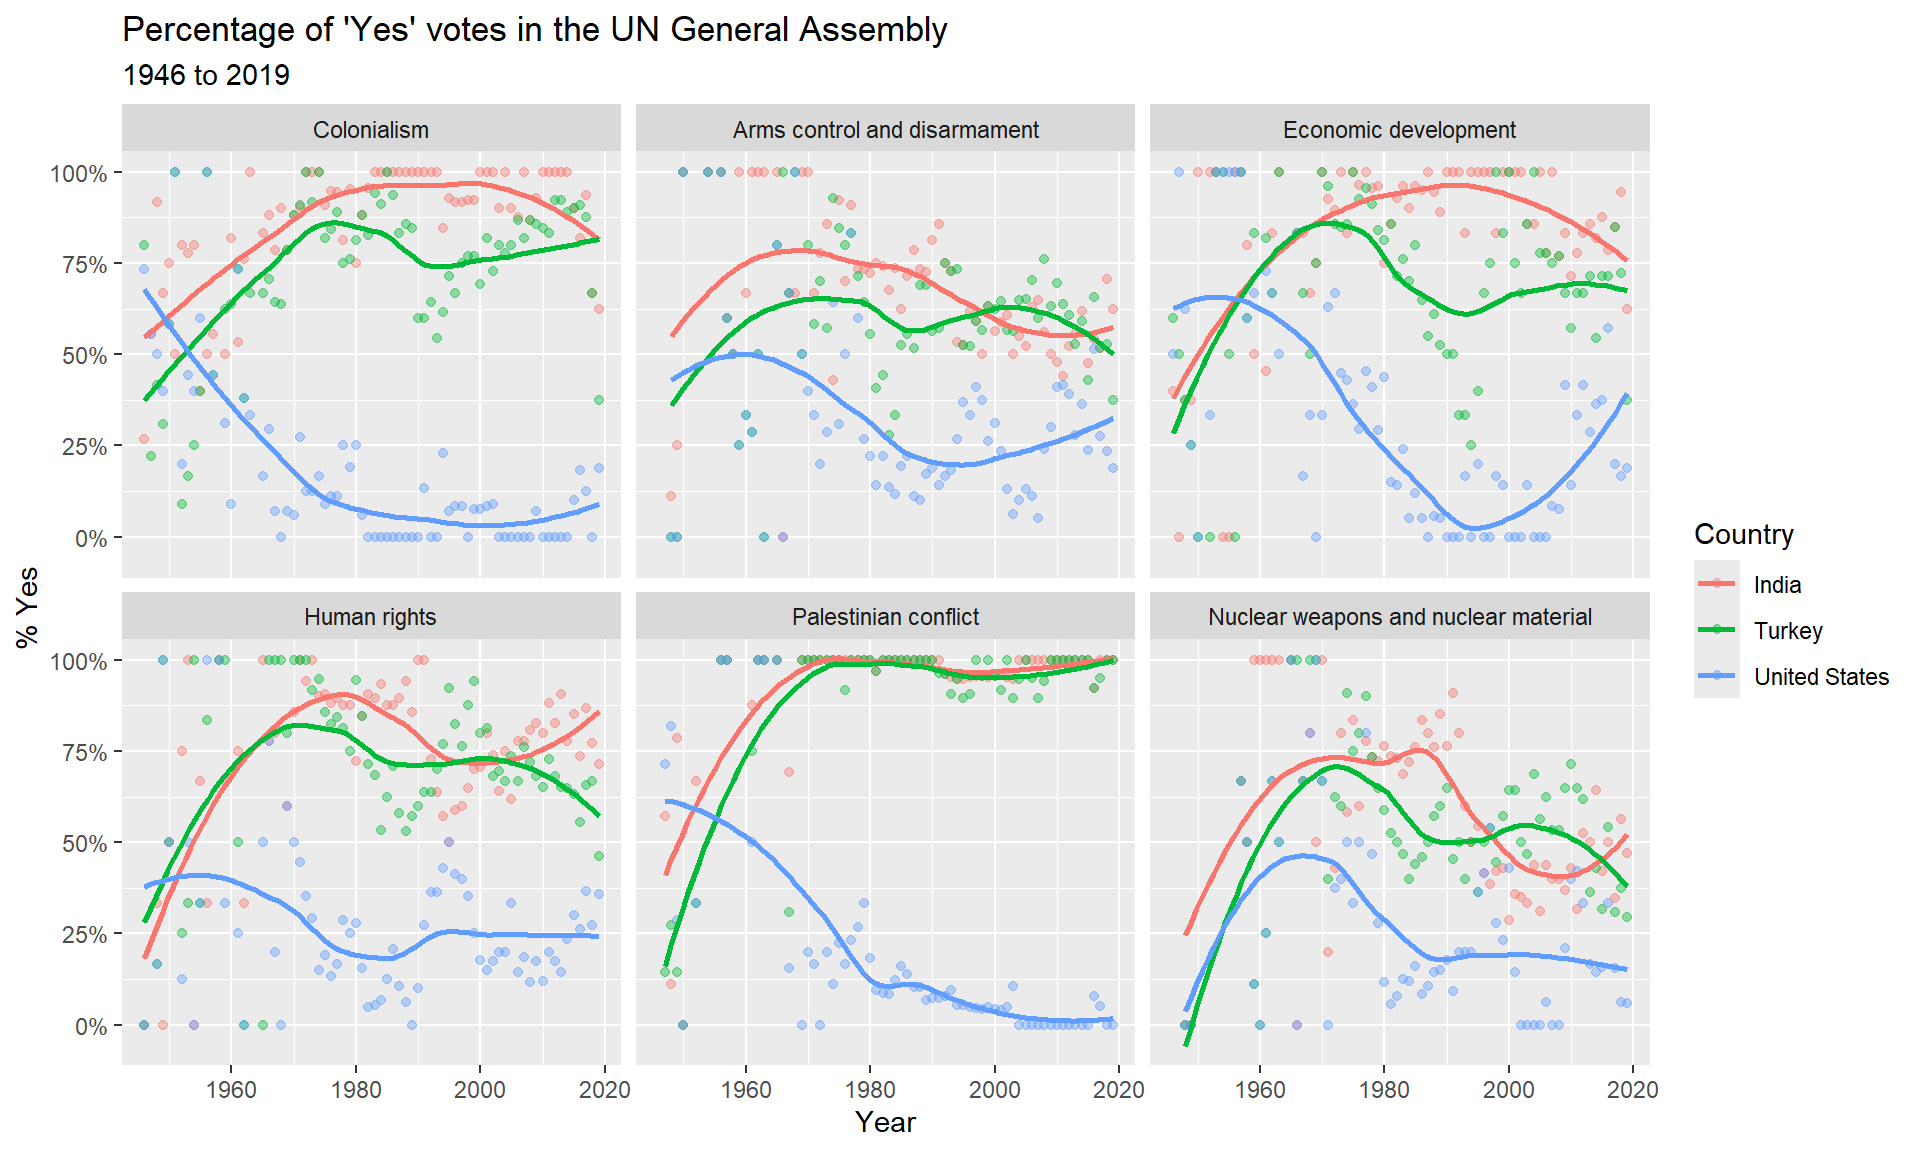 Percentage of 'Yes' votes in the UN General Assembly
1946 to 2019
Colonialism
Arms control and disarmament
Economic development
100%
75%
50%
25%
0%
Human rights
Palestinian conflict
Nuclear weapons and nuclear material
100%
75%
50%
25%
0%
1960 1980 2000 2020
1960 1980 2000 2020
1960 1980 2000 2020
Year
% Yes
Country
India
Turkey
United States